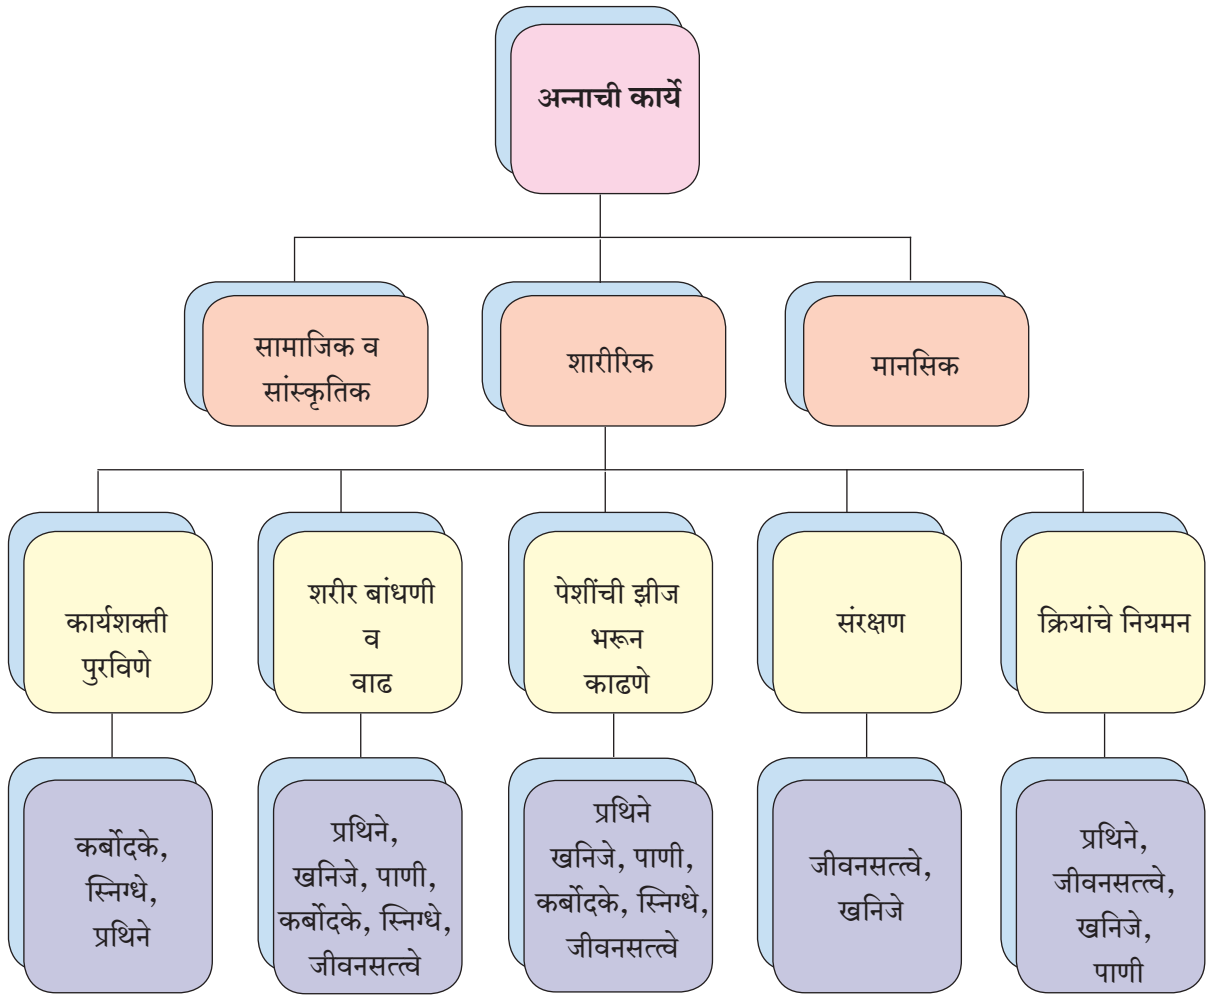 अन्नाची कार्ये
सामाजिक व
सांस्कृतिक
शारीरिक
मानसिक
कार्यशक्ती
पुरविणे
शरीर बांधणी
व
वाढ
पेशींची झीज
भरून
काढणे
संरक्षण
क्रियांचे नियमन
कर्बोदके,
स्निग्धे,
प्रथिने
प्रथिने,
खनिजे, पाणी,
कर्बोदके, स्निग्धे,
जीवनसत्त्वे
प्रथिने
खनिजे, पाणी,
कर्बोदके, स्निग्धे,
जीवनसत्त्वे
जीवनसत्त्वे,
खनिजे
प्रथिने,
जीवनसत्त्वे,
खनिजे,
पाणी